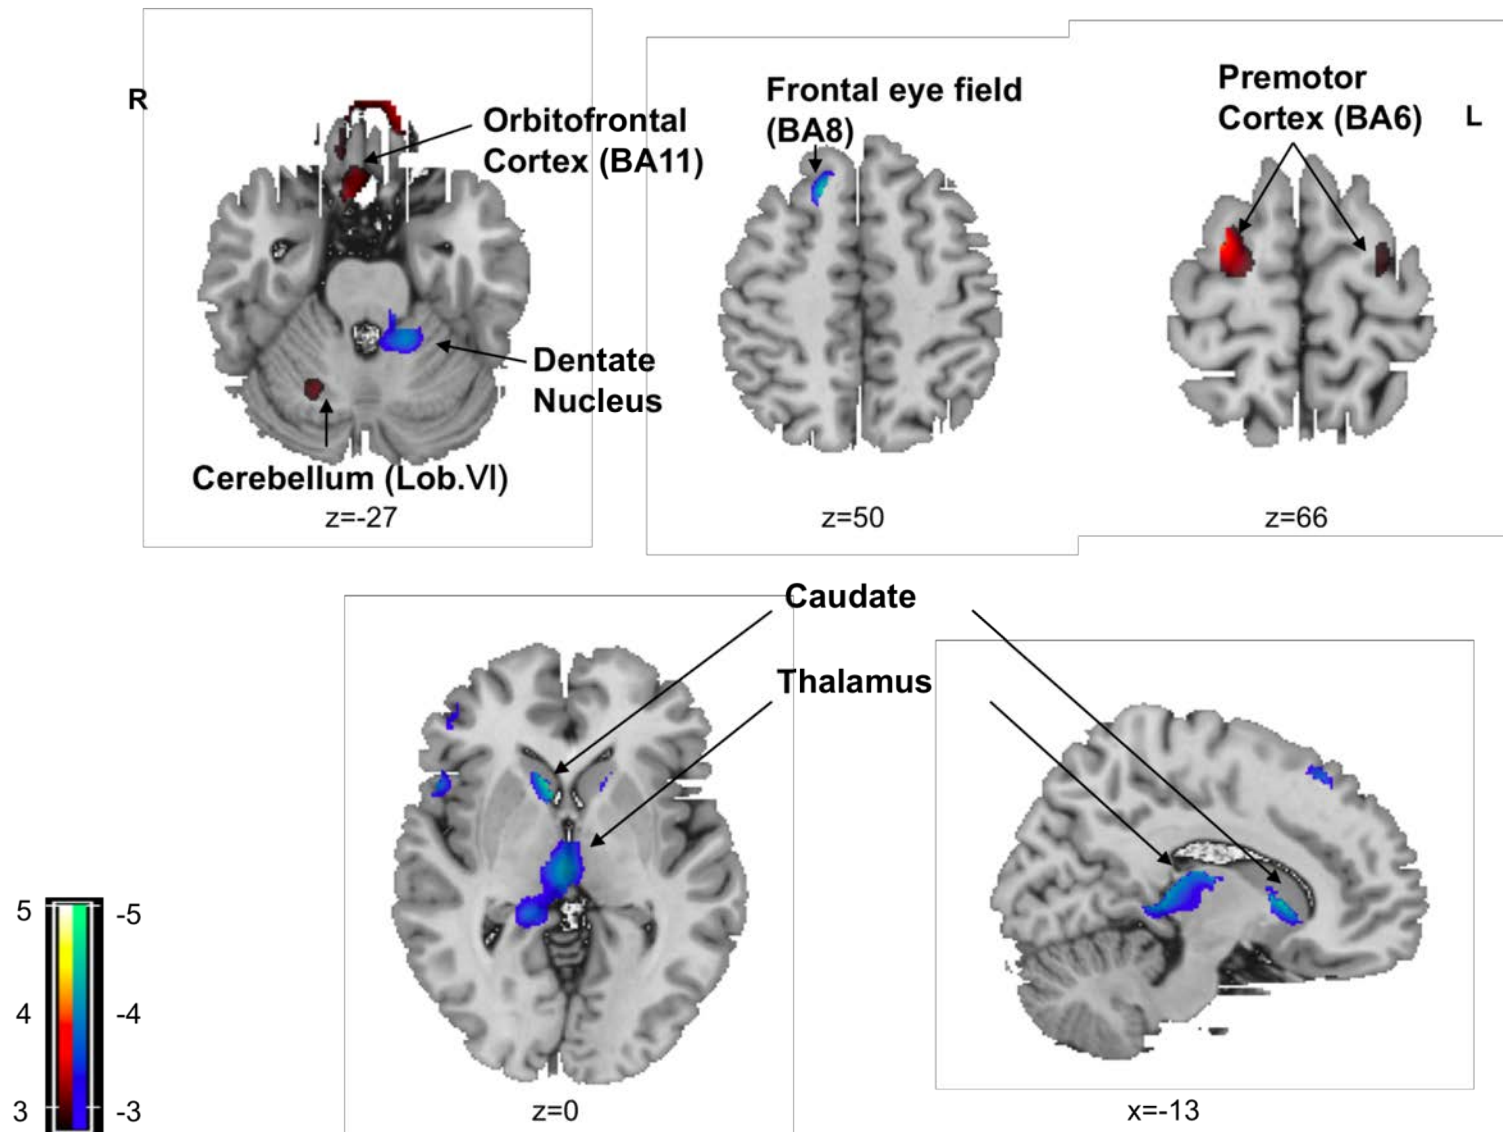 R
Orbitofrontal
Cortex (BA11)
Dentate
Nucleus
Cerebellum (Lob.VI)
z=-27
Frontal eye field
(BA8)
z=50
Premotor
Cortex (BA6)
L
z=66
Caudate
Thalamus
5
-5
4
-4
3
-3
z=0
x=-13